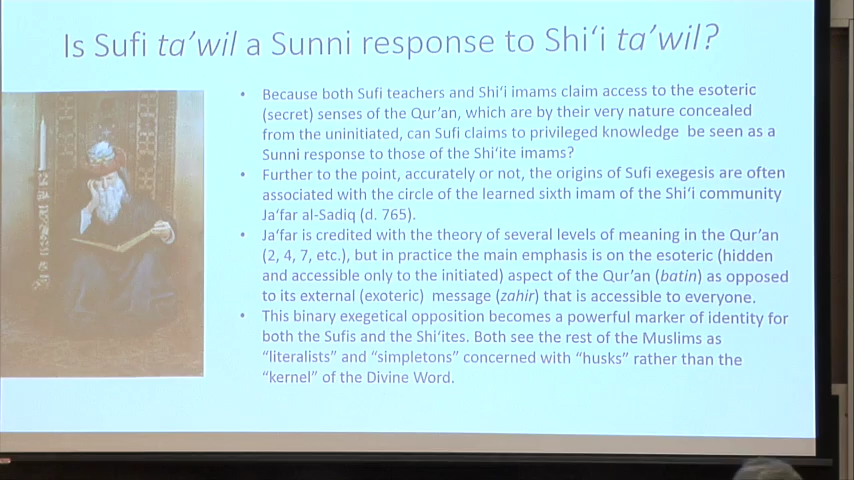 Is Sufi ta’wil a Sunni response to Shi‘i ta’wil?
• Because both Sufi teachers and Shi‘i imams claim access to the esoteric
(secret) senses of the Qur’an, which are by their very nature concealed
from the uninitiated, can Sufi claims to privileged knowledge be seen as a
Sunni response to those of the Shi‘ite imams?
• Further to the point, accurately or not, the origins of Sufi exegesis are often
associated with the circle of the learned sixth imam of the Shi‘i community
Ja‘far al-Sadiq (d. 765).
• Ja‘far is credited with the theory of several levels of meaning in the Qur’an
(2, 4, 7, etc.), but in practice the main emphasis is on the esoteric (hidden
and accessible only to the initiated) aspect of the Qur’an (batin) as opposed
to its external (exoteric) message (zahir) that is accessible to everyone.
• This binary exegetical opposition becomes a powerful marker of identity for
both the Sufis and the Shi‘ites. Both see the rest of the Muslims as
“literalists” and “simpletons” concerned with “husks” rather than the
“kernel” of the Divine Word.